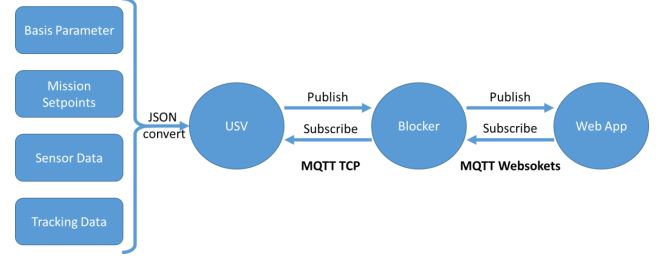 Basis Parameter
Mission
Setpoints
Sensor Data
Tracking Data
JSON
convert
USV
Publish
Subscribe
MQTT TCP
Blocker
Publish
Subscribe
MQTT Websokets
Web App